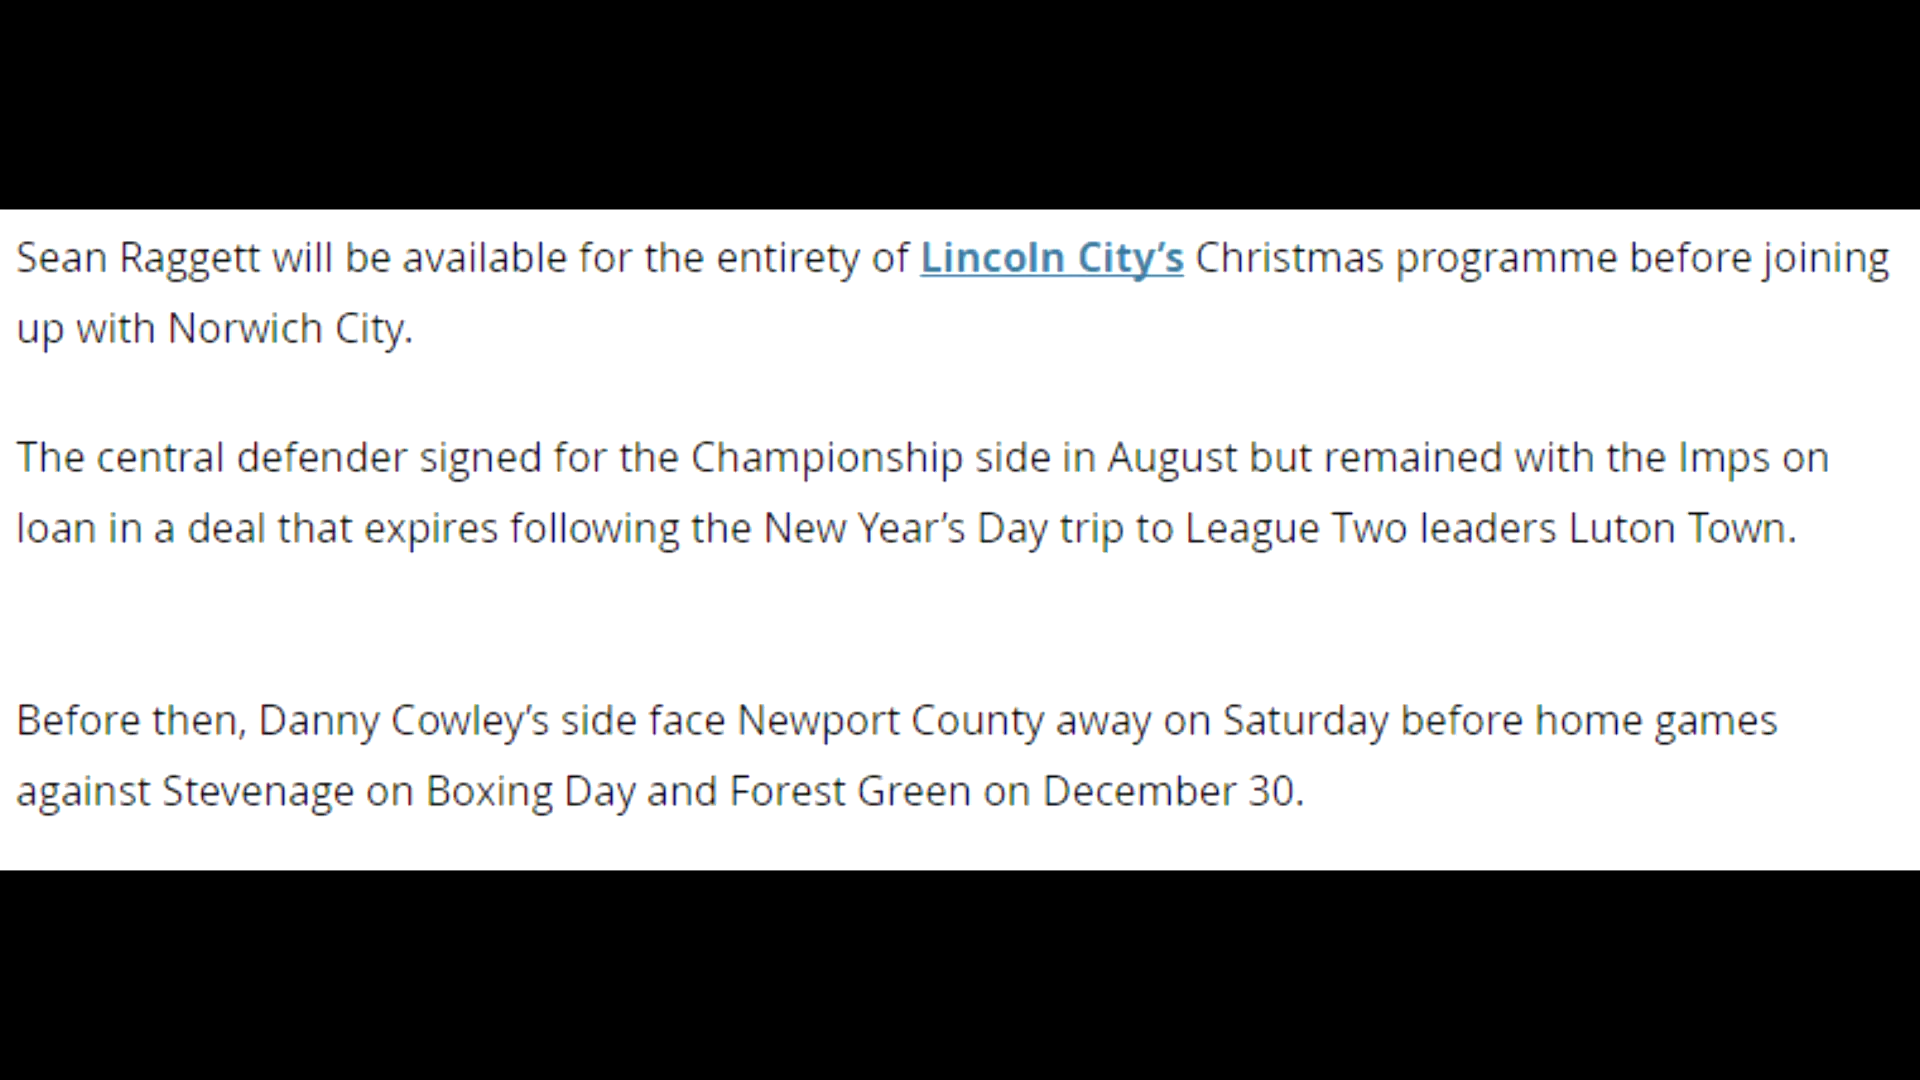 Sean Raggett will be available for the entirety of Lincoln City’s Christmas programme before joining
up with Norwich City.
The central defender signed for the Championship side in August but remained with the Imps on
loan in a deal that expires following the New Year’s Day trip to League Two leaders Luton Town.
Before then, Danny Cowley’s side face Newport County away on Saturday before home games
against Stevenage on Boxing Day and Forest Green on December 30.